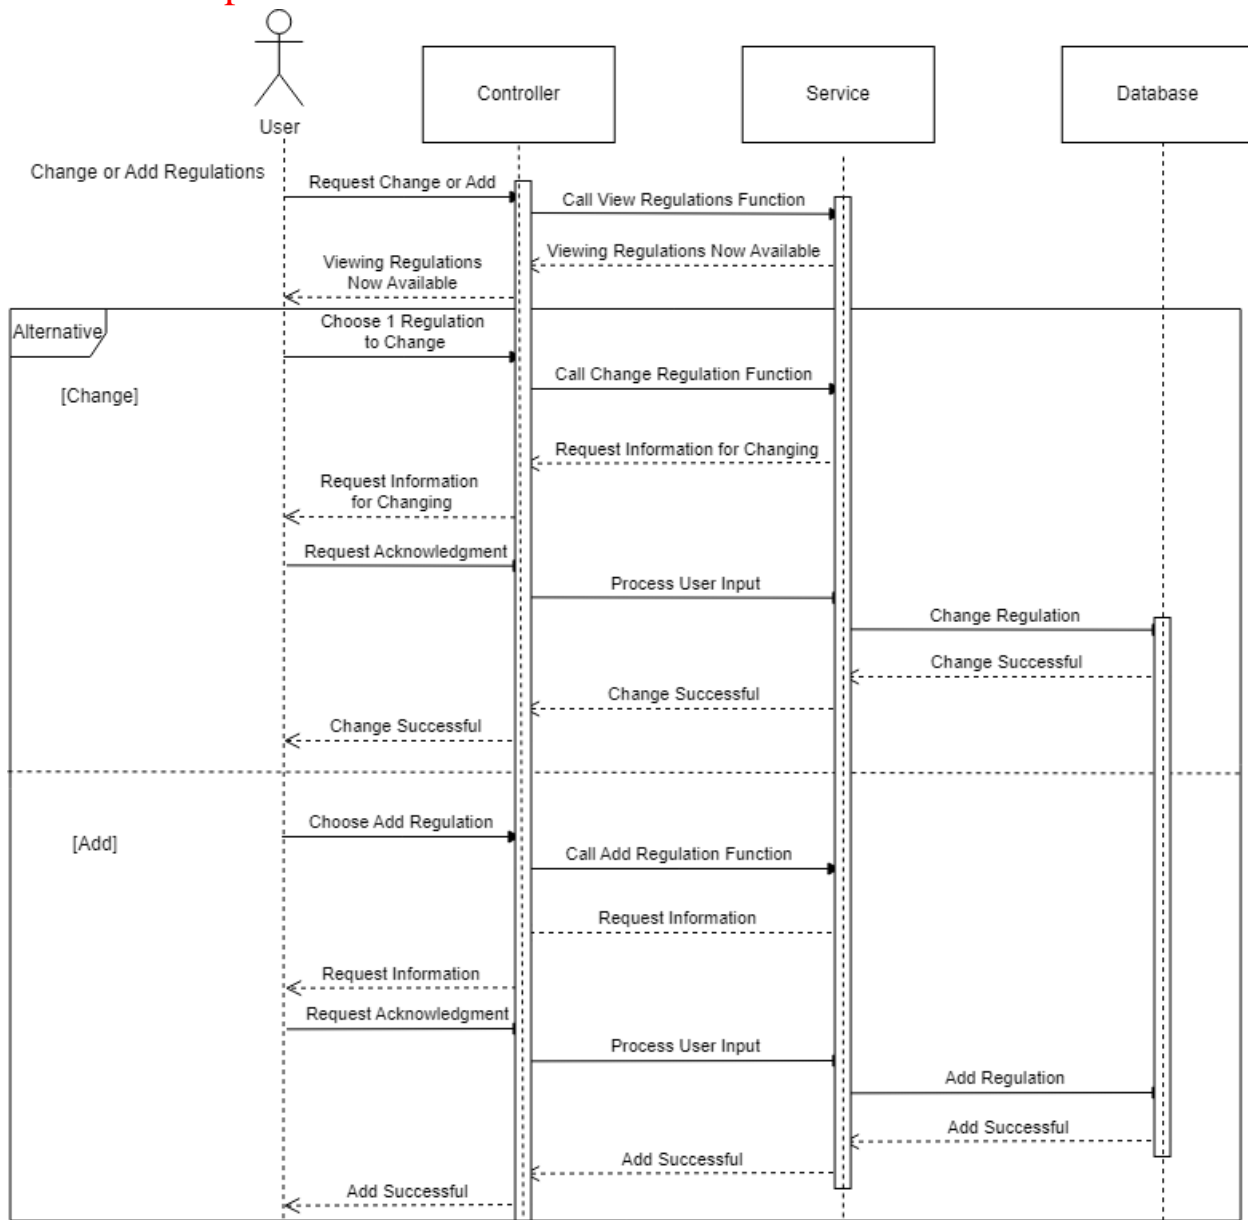 User
Controller
Service
Database
Change or Add Regulations
Request Change or Add
Call View Regulations Function
Viewing Regulations Now Available
Viewing Regulations
Now Available
Alternative
Choose 1 Regulation
to Change
[Change]
Call Change Regulation Function
Request Information for Changing
Request Information
for Changing
Request Acknowledgment
Process User Input
Change Regulation
Change Successful
Change Successful
Change Successful
[Add]
Choose Add Regulation
Call Add Regulation Function
Request Information
Request Information
Request Acknowledgment
Process User Input
Add Regulation
Add Successful
Add Successful
Add Successful